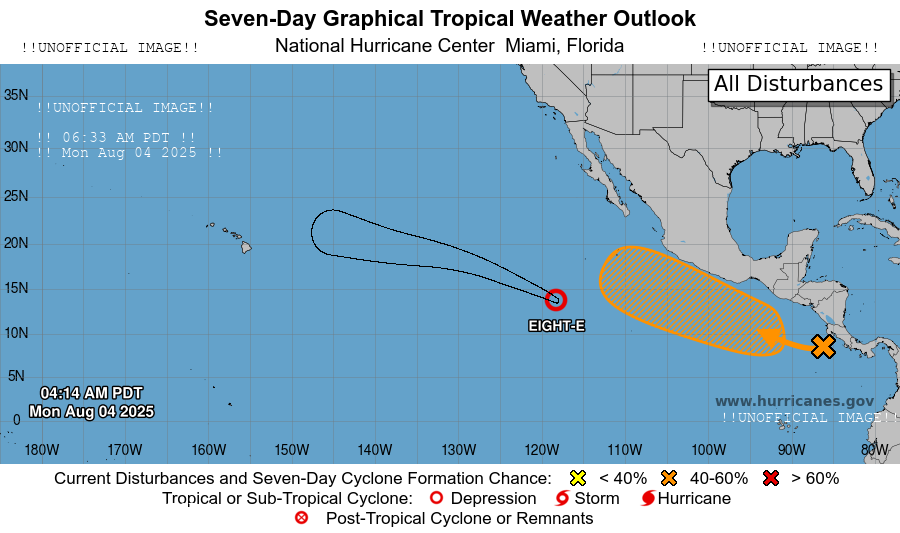 Seven-Day Graphical Tropical Weather Outlook
!!UNOFFICIAL IMAGE!!
National Hurricane Center  Miami, Florida
!!UNOFFICIAL IMAGE!!
All Disturbances
35N
!!UNOFFICIAL IMAGE!!
!! 06:33 AM PDT !!
30N
!! Mon Aug 04 2025 !!
25N
20N
15N
EIGHT-E
10N
5N
04:14 AM PDT
Mon Aug 04 2025
www.hurricanes.gov
!!UNOFFICIAL IMAGE!!
0
180W 170W 160W 150W 140W 130W 120W 110W 100W 90W 80W
Current Disturbances and Seven-Day Cyclone Formation Chance: < 40% 40-60% > 60%
Tropical or Sub-Tropical Cyclone: Depression Storm Hurricane
Post-Tropical Cyclone or Remnants